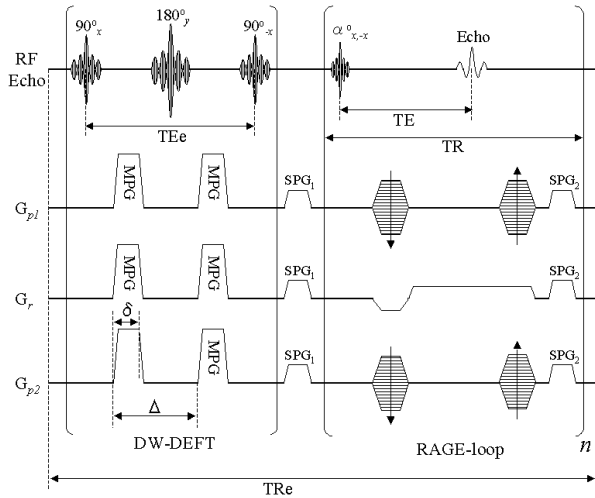 90°x 180°y 90°-x α°x,-x Echo
RF
Echo
TEe TE
TR
MPG MPG SPG1 SPG2
Gp1
MPG MPG SPG1 SPG2
Gr
δ
MPG SPG1 SPG2
Gp2
Δ
DW-DEFT RAGE-loop n
TRe